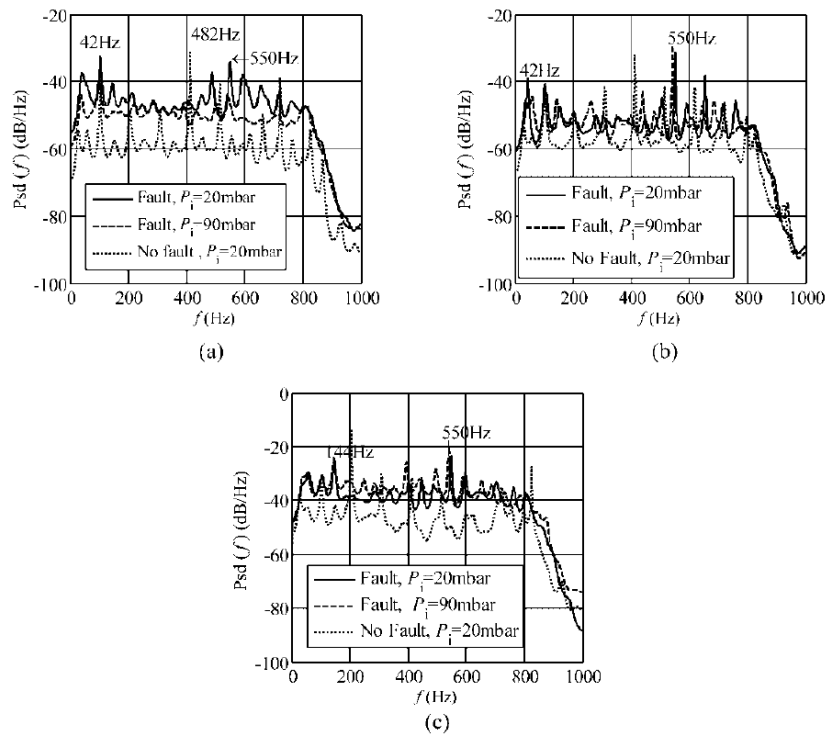 -20
42Hz
482Hz
550Hz
-40
-60
-80
-100
Psd (f) (dB/Hz)
Fault, Pi=20mbar
Fault, Pi=90mbar
No fault , Pi=20mbar
0
200
400
600
800
1000
f(Hz)
(a)
-20
550Hz
42Hz
-40
-60
-80
-100
Psd (f) (dB/Hz)
Fault, Pi=20mbar
Fault, Pi=90mbar
No Fault, Pi=20mbar
0
200
400
600
800
1000
f(Hz)
(b)
0
-20
550Hz
144Hz
-40
-60
-80
-100
Psd (f) (dB/Hz)
Fault, Pi=20mbar
Fault, Pi=90mbar
No Fault, Pi=20mbar
0
200
400
600
800
1000
f(Hz)
(c)